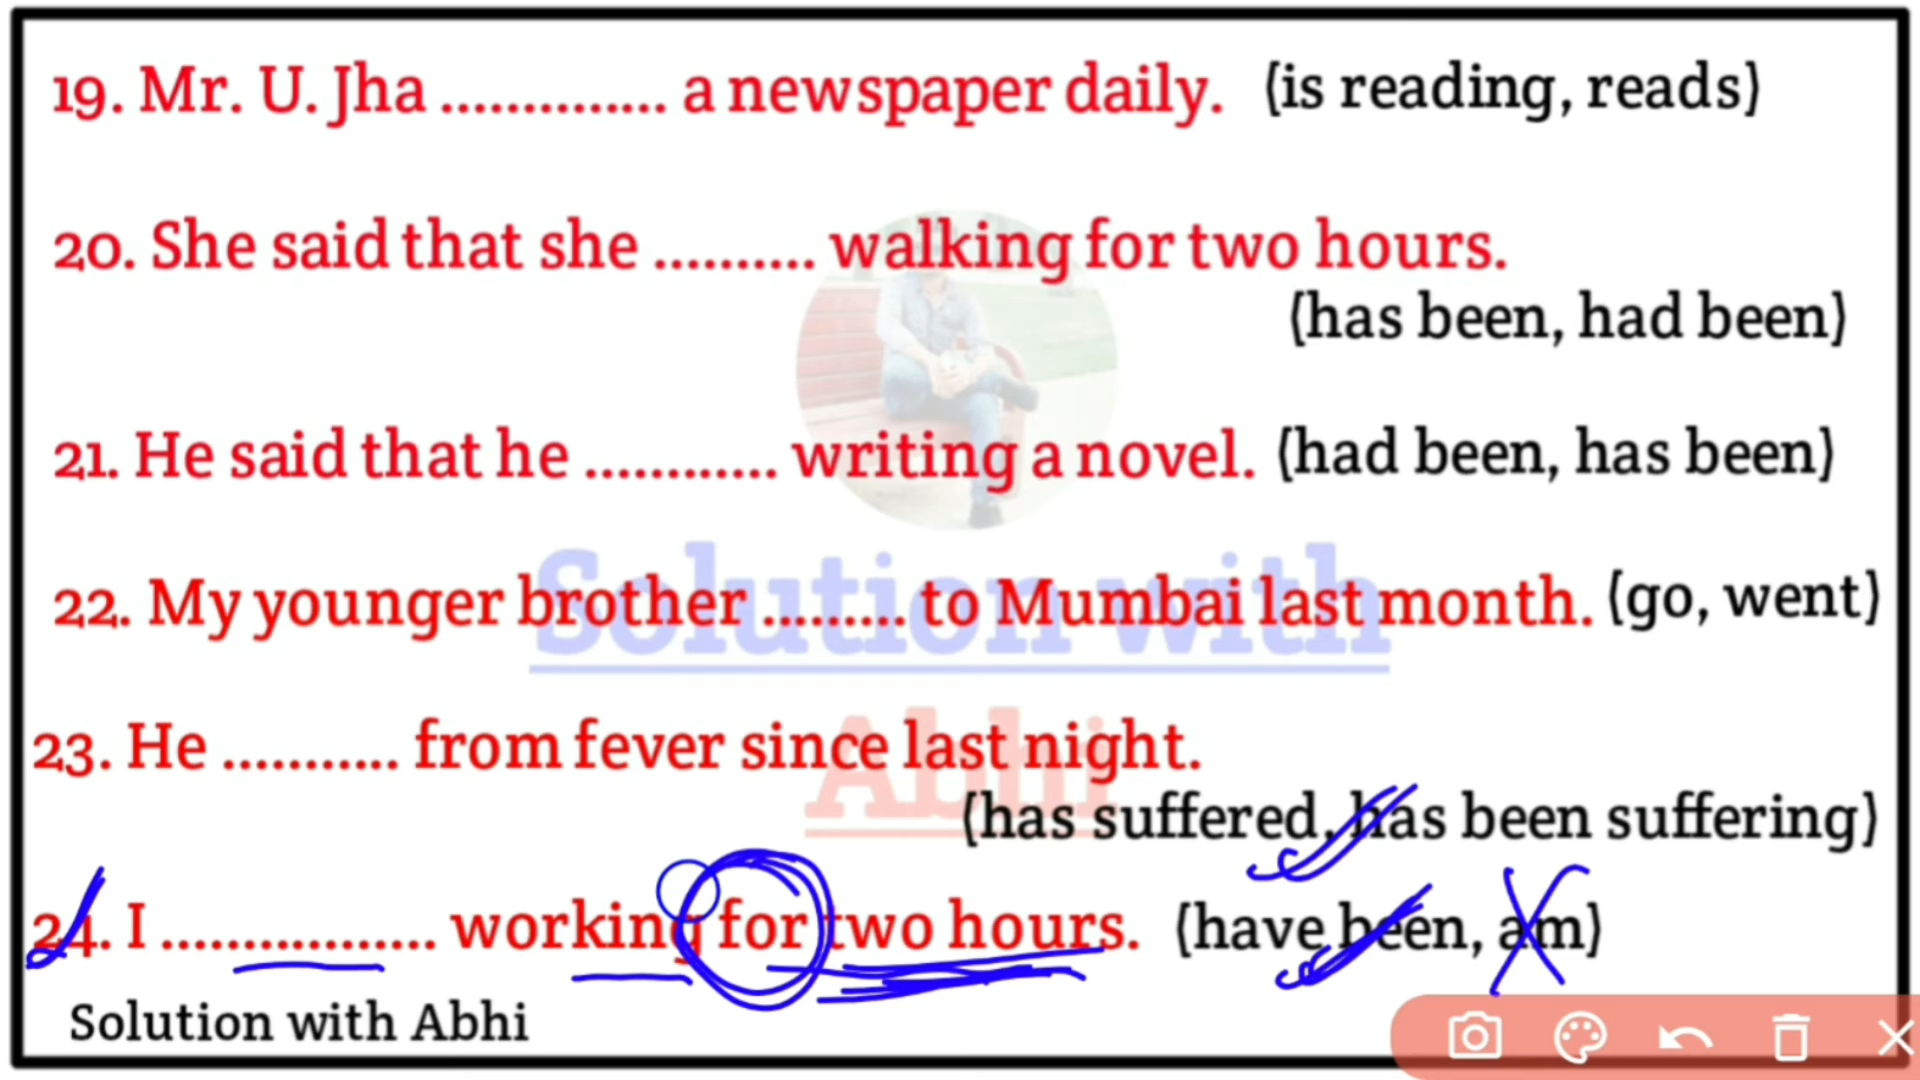 19. Mr. U. Jha .............. a newspaper daily. (is reading, reads)
20. She said that she .......... walking for two hours.
(has been, had been)
21. He said that he ............ writing a novel. (had been, has been)
22. My younger brother ......... to Mumbai last month. (go, went)
Solution with
23. He ........... from fever since last night.
Abhi
(has suffered, has been suffering)
24. I ................. working for two hours. (have been, am)
Solution with Abhi